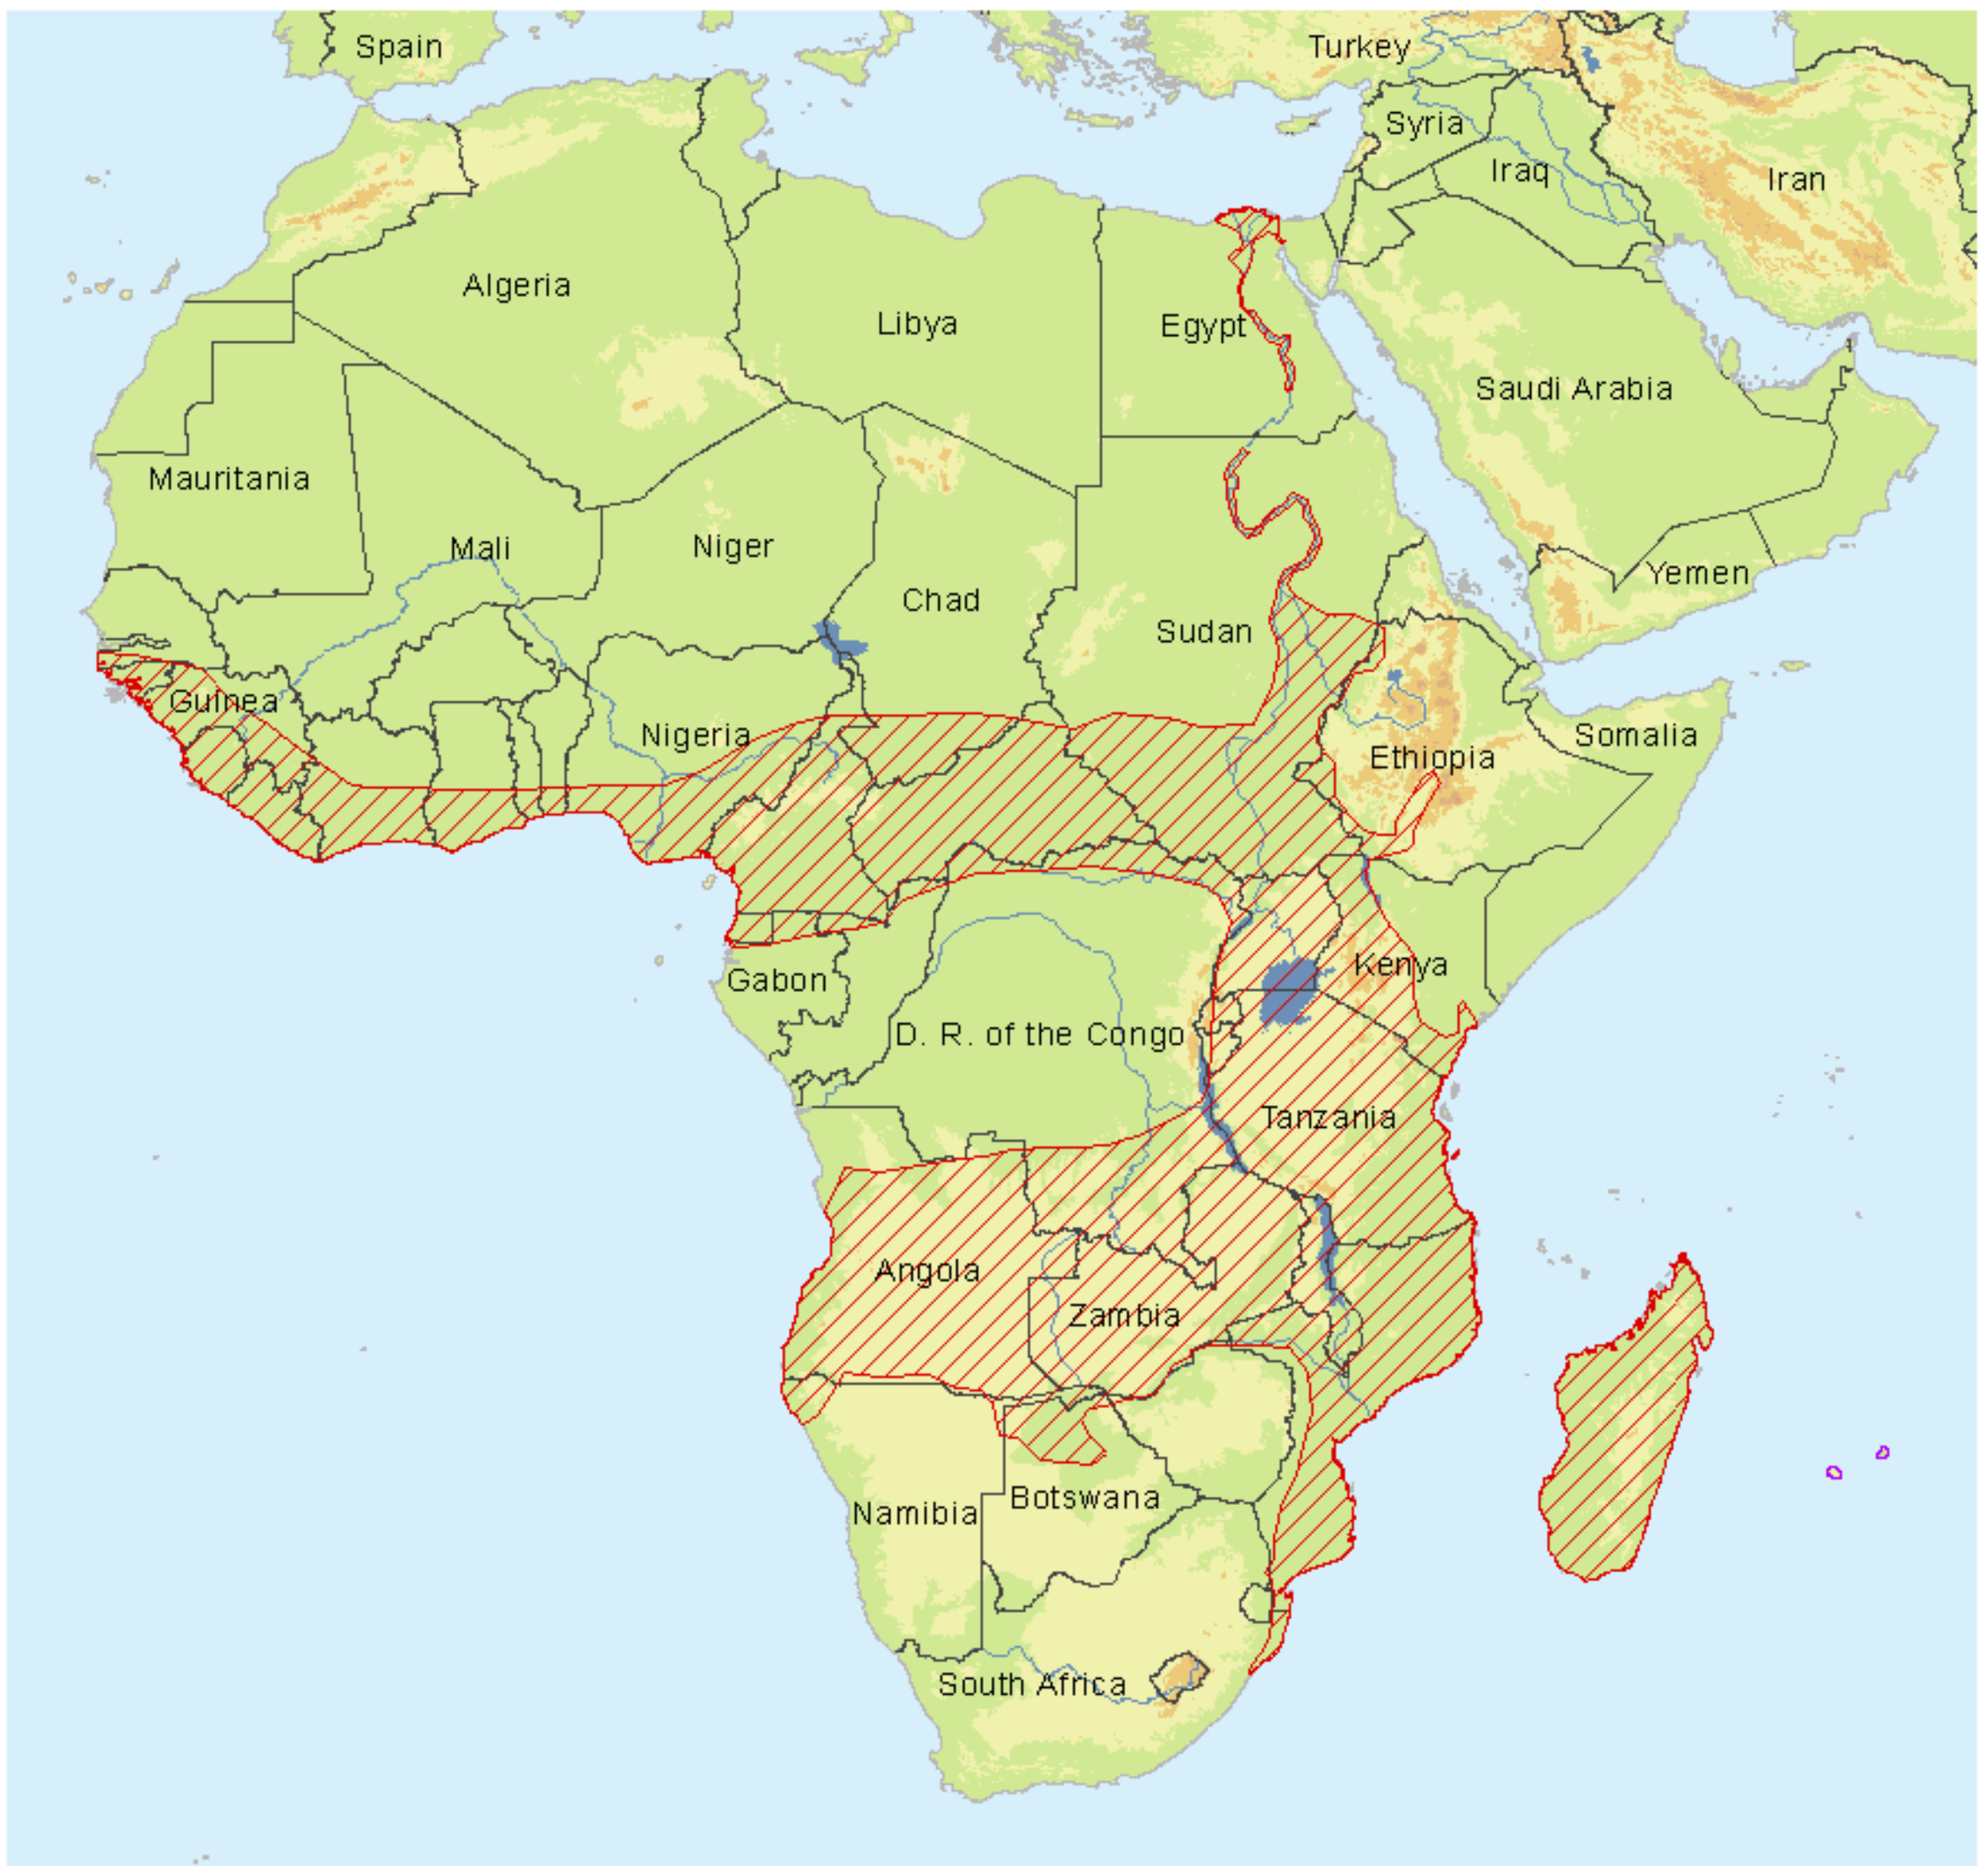 Spain
Turkey
Syria
Iraq
Iran
Algeria
Libya
Egypt
Saudi Arabia
Mauritania
Mali
Niger
Chad
Yemen
Sudan
Guinea
Nigeria
Somalia
Ethiopia
Kenya
Gabon
D. R. of the Congo
Tanzania
Angola
Zambia
Namibia
Botswana
South Africa